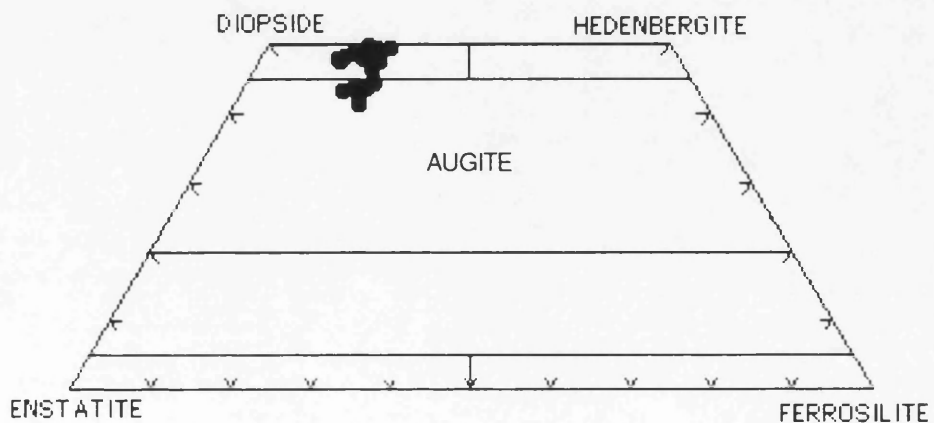 DIOPSIDE
HEDENBERGITE
AUGITE
ENSTATITE
FERROSILITE